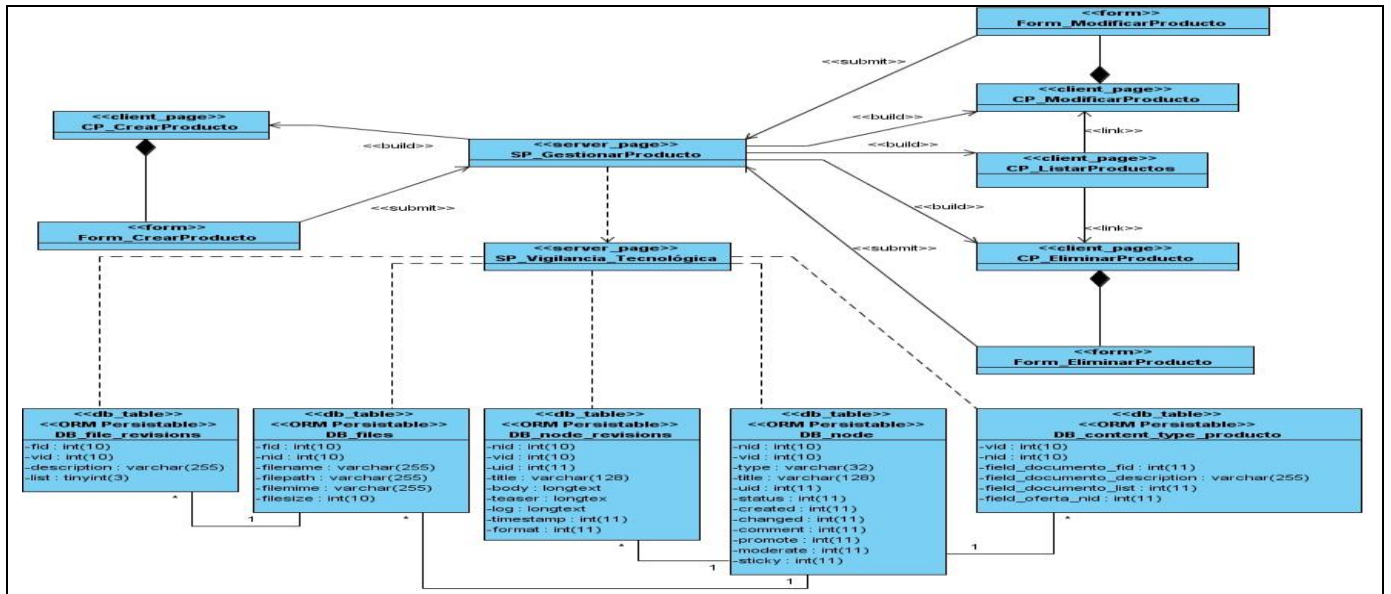 <<form>>
Form_ModificarProducto
<<submit>>
<<client_page>>
CP_ModificarProducto
<<client_page>>
CP_CrearProducto
<<build>>
<<link>>
<<build>>
<<server_page>>
SP_GestionarProducto
<<build>>
<<client_page>>
CP_ListarProductos
<<submit>>
<<build>>
<<link>>
<<form>>
Form_CrearProducto
<<server_page>>
SP_Vigilancia_Tecnológica
<<submit>>
<<client_page>>
CP_EliminarProducto
<<form>>
Form_EliminarProducto
<<db_table>>
<<ORM Persistable>>
DB_file_revisions
-fid : int(10)
-vid : int(10)
-description : varchar(255)
-list : tinyint(3)
<<db_table>>
<<ORM Persistable>>
DB_files
-fid : int(10)
-nid : int(10)
-filename : varchar(255)
-filepath : varchar(255)
-filemime : varchar(255)
-filesize : int(10)
<<db_table>>
<<ORM Persistable>>
DB_node_revisions
-nid : int(10)
-vid : int(10)
-uid : int(11)
-title : varchar(128)
-body : longtext
-teaser : longtex
-log : longtext
-timestamp : int(11)
-format : int(11)
<<db_table>>
<<ORM Persistable>>
DB_node
-nid : int(10)
-vid : int(10)
-type : varchar(32)
-title : varchar(128)
-uid : int(11)
-status : int(11)
-created : int(11)
-changed : int(11)
-comment : int(11)
-promote : int(11)
-moderate : int(11)
-sticky : int(11)
<<db_table>>
<<ORM Persistable>>
DB_content_type_producto
-vid : int(10)
-nid : int(10)
-field_documento_fid : int(11)
-field_documento_description : varchar(255)
-field_documento_list : int(11)
-field_oferta_nid : int(11)
*
1
*
*
1
1
1
*